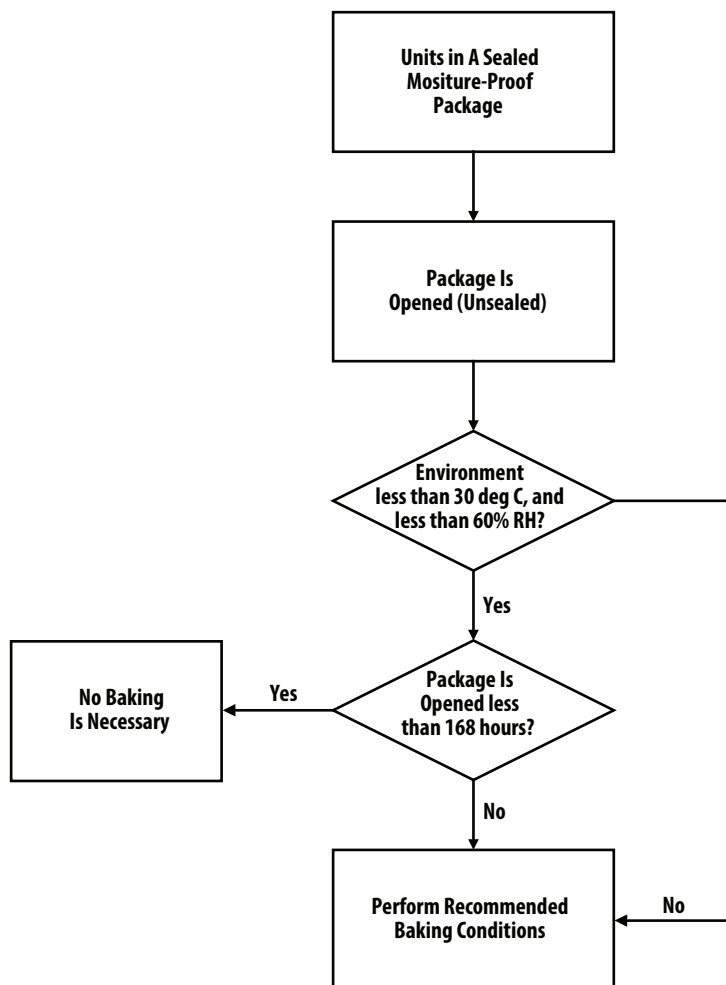 Units in A Sealed
Mositure-Proof
Package
Package Is
Opened (Unsealed)
Environment
less than 30 deg C, and
less than 60% RH?
Yes
Package Is
Opened less
than 168 hours?
Yes
No Baking
Is Necessary
No
Perform Recommended
Baking Conditions
No